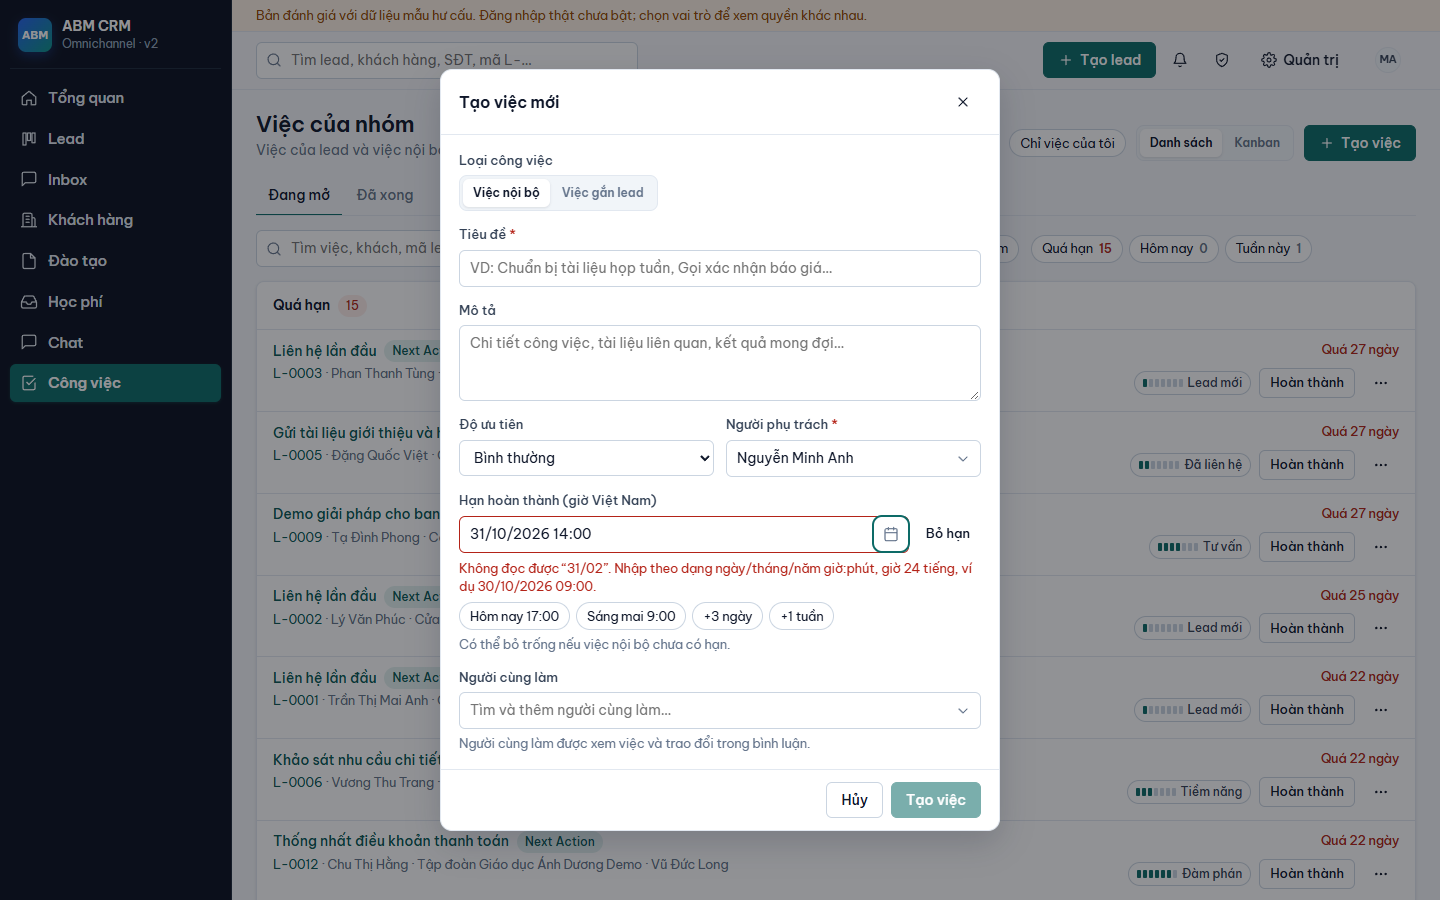 Bản đánh giá với dữ liệu mẫu hư cấu. Đăng nhập thật chưa bật; chọn vai trò để xem quyền khác nhau.
ABM
ABM CRM
Omnichannel · v2
Tổng quan
Lead
Inbox
Khách hàng
Đào tạo
Học phí
Chat
Công việc
Tìm lead, khách hàng, SĐT, mã L-...
Tạo lead
Quản trị
MA
Việc của nhóm
Việc của lead và việc nội
Chỉ việc của tôi
Danh sách
Kanban
Tạo việc
Đang mở
Đã xong
Tìm việc, khách, mã
Quá hạn 15
Hôm nay 0
Tuần này 1
Quá hạn 15
Liên hệ lần đầu
Next
L-0003 · Phan Thanh Tùng ·
Quá 27 ngày
Lead mới
Hoàn thành
Gửi tài liệu giới thiệu và
L-0005 · Đặng Quốc Việt ·
Quá 27 ngày
Đã liên hệ
Hoàn thành
Demo giải pháp cho ban
L-0009 · Tạ Đình Phong ·
Quá 27 ngày
Tư vấn
Hoàn thành
Liên hệ lần đầu
Next
L-0002 · Lý Văn Phúc · Cửa
Quá 25 ngày
Lead mới
Hoàn thành
Liên hệ lần đầu
Next
L-0001 · Trần Thị Mai Anh ·
Quá 22 ngày
Lead mới
Hoàn thành
Khảo sát nhu cầu chi tiết
L-0006 · Vương Thu Trang ·
Quá 22 ngày
Tiềm năng
Hoàn thành
Thống nhất điều khoản thanh toán
Next Action
L-0012 · Chu Thị Hằng · Tập đoàn Giáo dục Ánh Dương Demo · Vũ Đức Long
Quá 22 ngày
Đàm phán
Hoàn thành
Tạo việc mới
Loại công việc
Việc nội bộ
Việc gắn lead
Tiêu đề *
VD: Chuẩn bị tài liệu họp tuần, Gọi xác nhận báo giá...
Mô tả
Chi tiết công việc, tài liệu liên quan, kết quả mong đợi...
Độ ưu tiên
Người phụ trách *
Bình thường
Nguyễn Minh Anh
Hạn hoàn thành (giờ Việt Nam)
31/10/2026 14:00
Bỏ hạn
Không đọc được “31/02”. Nhập theo dạng ngày/tháng/năm giờ:phút, giờ 24 tiếng, ví
dụ 30/10/2026 09:00.
Hôm nay 17:00
Sáng mai 9:00
+3 ngày
+1 tuần
Có thể bỏ trống nếu việc nội bộ chưa có hạn.
Người cùng làm
Tìm và thêm người cùng làm...
Người cùng làm được xem việc và trao đổi trong bình luận.
Hủy
Tạo việc